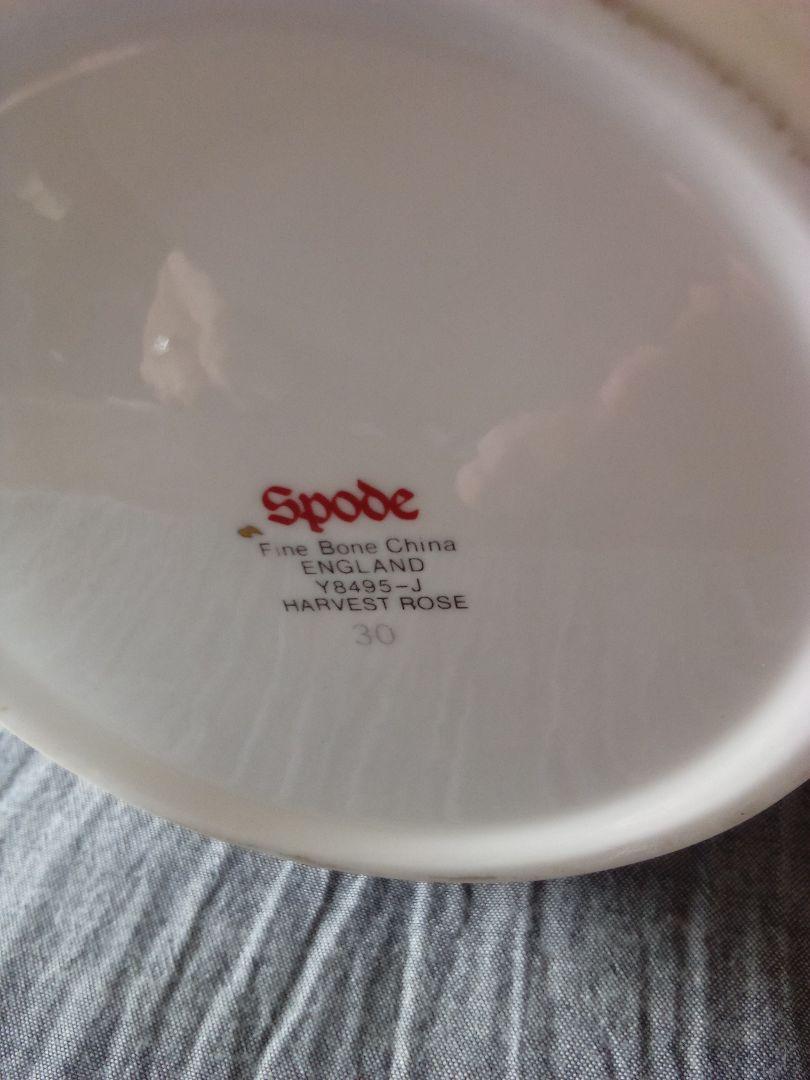 Spode
Fine Bone China
ENGLAND
Y8495-J
HARVEST ROSE
30